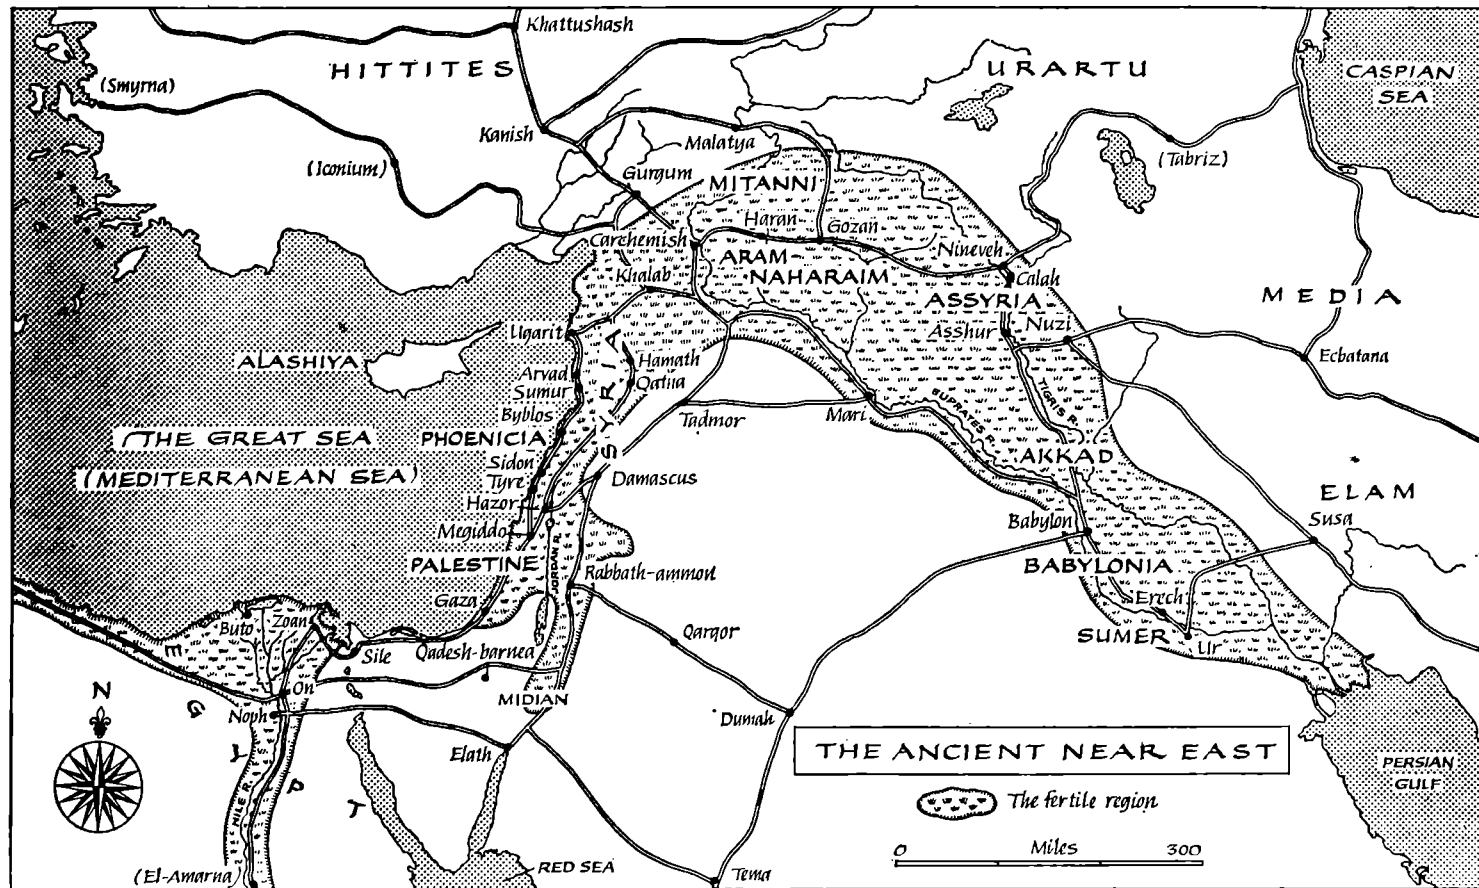 Khattushash
HITTITES
URARTU
CASPIAN
SEA
(Smyrna)
Kanish
Malatya
(Tabriz)
(Iconium)
Gurgum
MITANNI
Haran
Gozan
Carchemish
Nineveh
ARAM-
NAHARAIM
Khalab
Calah
ASSYRIA
MEDIA
Ugarit
Asshur
Nuzi
ALASHIYA
Ecbatana
SYRIA
Hamath
Qatna
Arvad
Sumur
Byblos
Tadmor
Mari
TIGRIS R.
EUPRATES R.
THE GREAT SEA
(MEDITERRANEAN SEA)
PHOENICIA
AKKAD
Sidon
Tyre
Damascus
Hazor
ELAM
Megiddo
Babylon
Susa
PALESTINE
JORDAN R.
BABYLONIA
Rabbath-ammon
Gaza
Erech
SUMER
Ur
Buto
Zoan
Sile
Qadesh-barnea
Qarqor
EGYPT
On
MIDIAN
N
Noph
Dumah
Elath
THE ANCIENT NEAR EAST
PERSIAN
GULF
The fertile region
NILE R.
0 Miles 300
RED SEA
(El-Amarna)
Tema